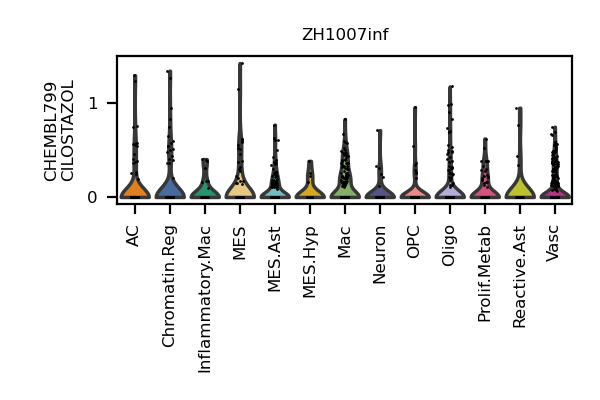 ZH1007inf
CHEMBL799
CILOSTAZOL
1
0
AC
Chromatin.Reg
Inflammatory.Mac
MES
MES.Ast
MES.Hyp
Mac
Neuron
OPC
Oligo
Prolif.Metab
Reactive.Ast
Vasc